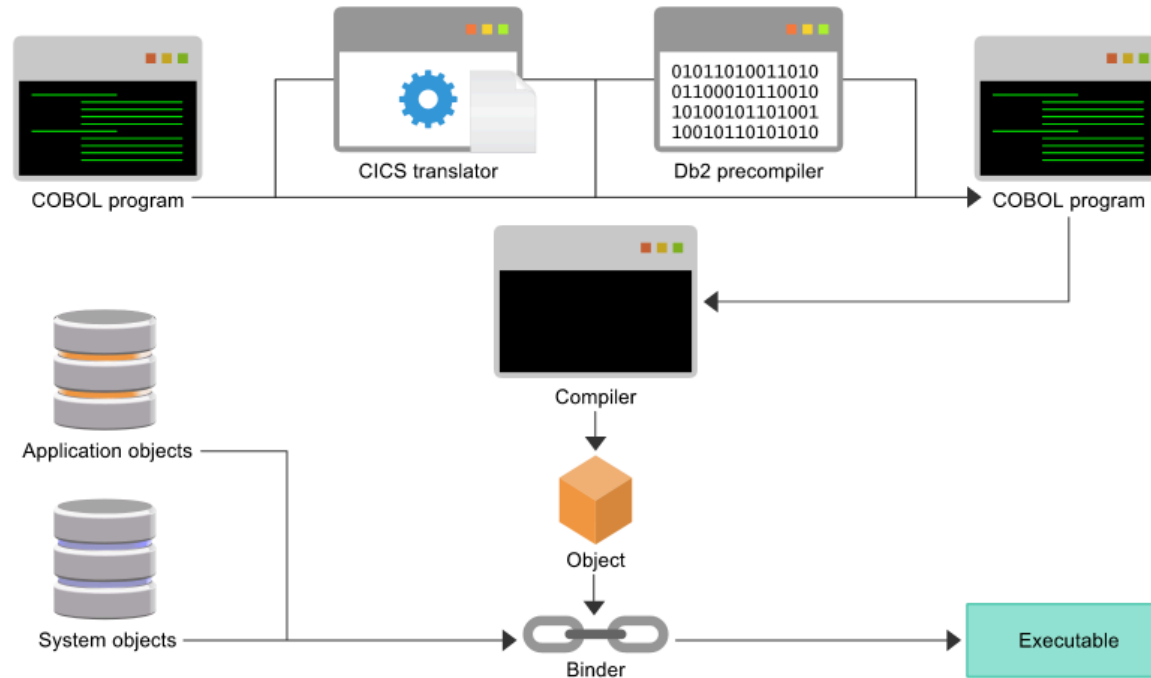 01011010011010
01100010110010
10100101101001
10010110101010
CICS translator
Db2 precompiler
COBOL program
COBOL program
Compiler
Application objects
Object
System objects
Executable
Binder